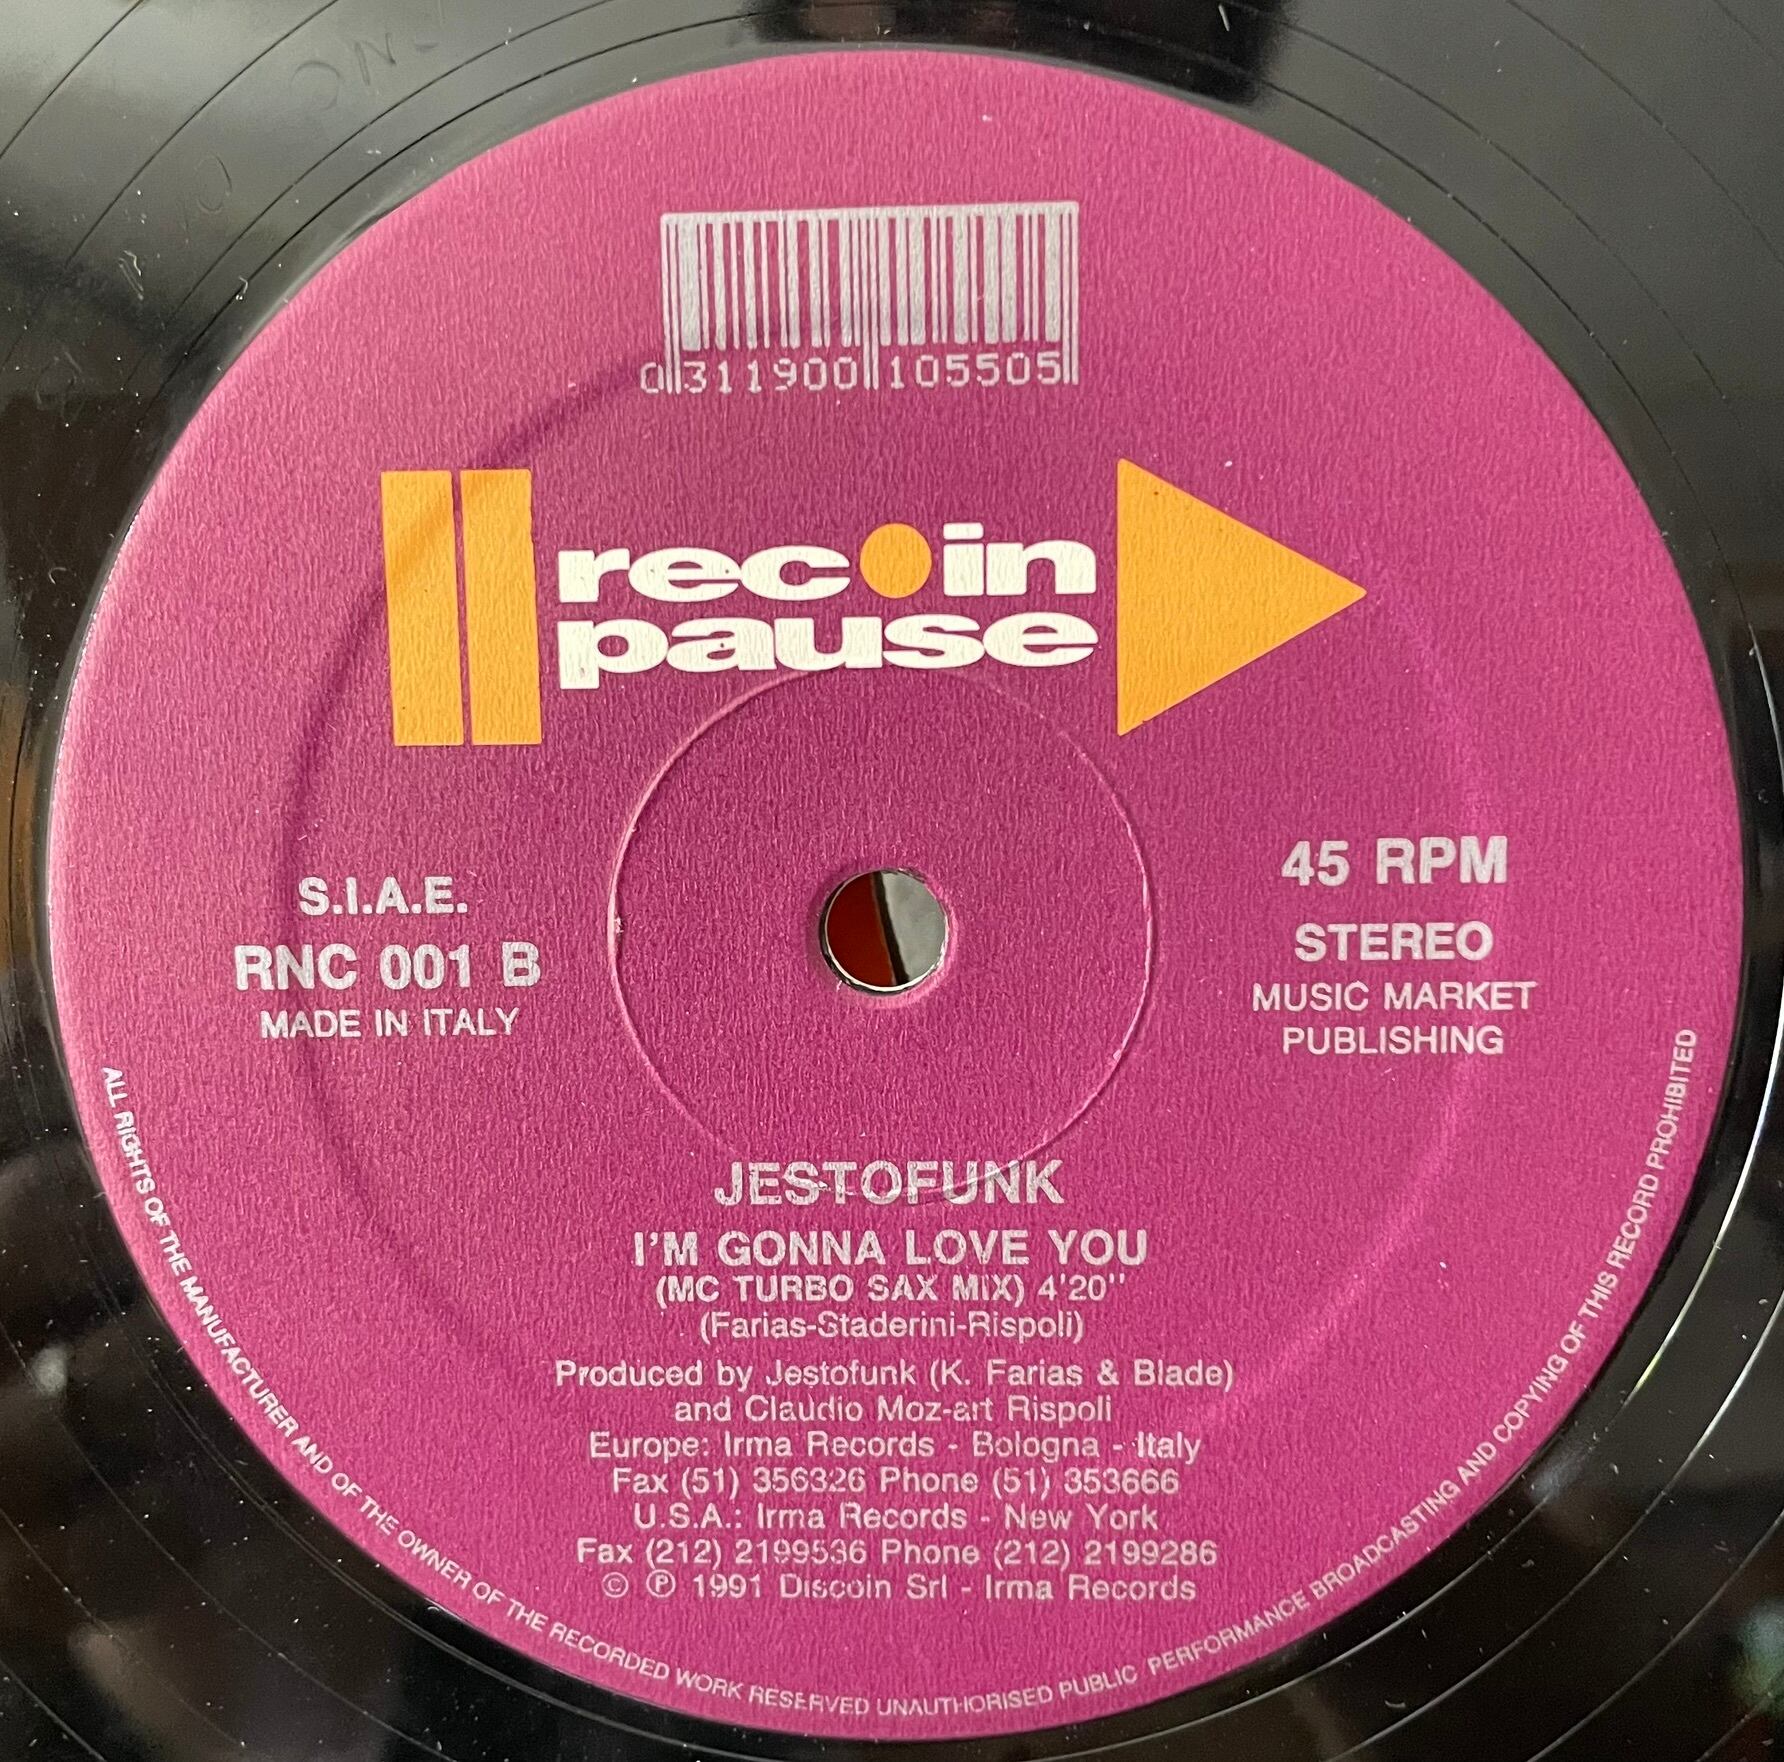 0 311900 105505
rec in
pause
S.I.A.E.
RNC 001 B
MADE IN ITALY
45 RPM
STEREO
MUSIC MARKET
PUBLISHING
JESTOFUNK
I'M GONNA LOVE YOU
(MC TURBO SAX MIX) 4'20''
(Farias-Staderini-Rispoli)
Produced by Jestofunk (K. Farias & Blade)
and Claudio Moz-art Rispoli
Europe: Irma Records - Bologna - Italy
Fax (51) 356326 Phone (51) 353666
U.S.A.: Irma Records - New York
Fax (212) 2199536 Phone (212) 2199286
© ℗ 1991 Discoin Srl - Irma Records
ALL RIGHTS OF THE MANUFACTURER AND OF THE OWNER OF THE RECORDED WORK RESERVED UNAUTHORISED PUBLIC PERFORMANCE BROADCASTING AND COPYING OF THIS RECORD PROHIBITED